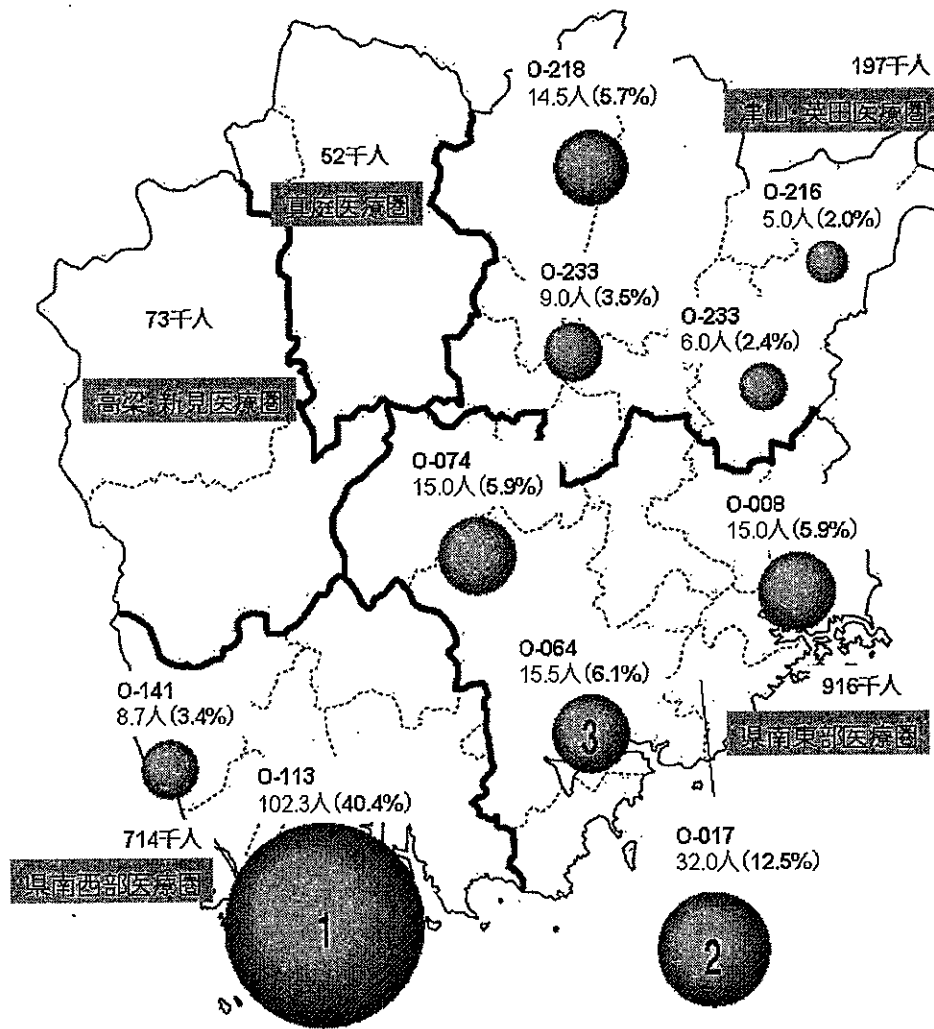 O-218
14.5人(5.7%)
197千人
津山・英田医療圏
52千人
真庭医療圏
O-216
5.0人(2.0%)
O-233
9.0人(3.5%)
73千人
O-233
6.0人(2.4%)
高梁・新見医療圏
O-074
15.0人(5.9%)
O-008
15.0人(5.9%)
O-064
15.5人(6.1%)
3
916千人
県南東部医療圏
O-141
8.7人(3.4%)
O-113
102.3人(40.4%)
714千人
県南西部医療圏
1
O-017
32.0人(12.5%)
2